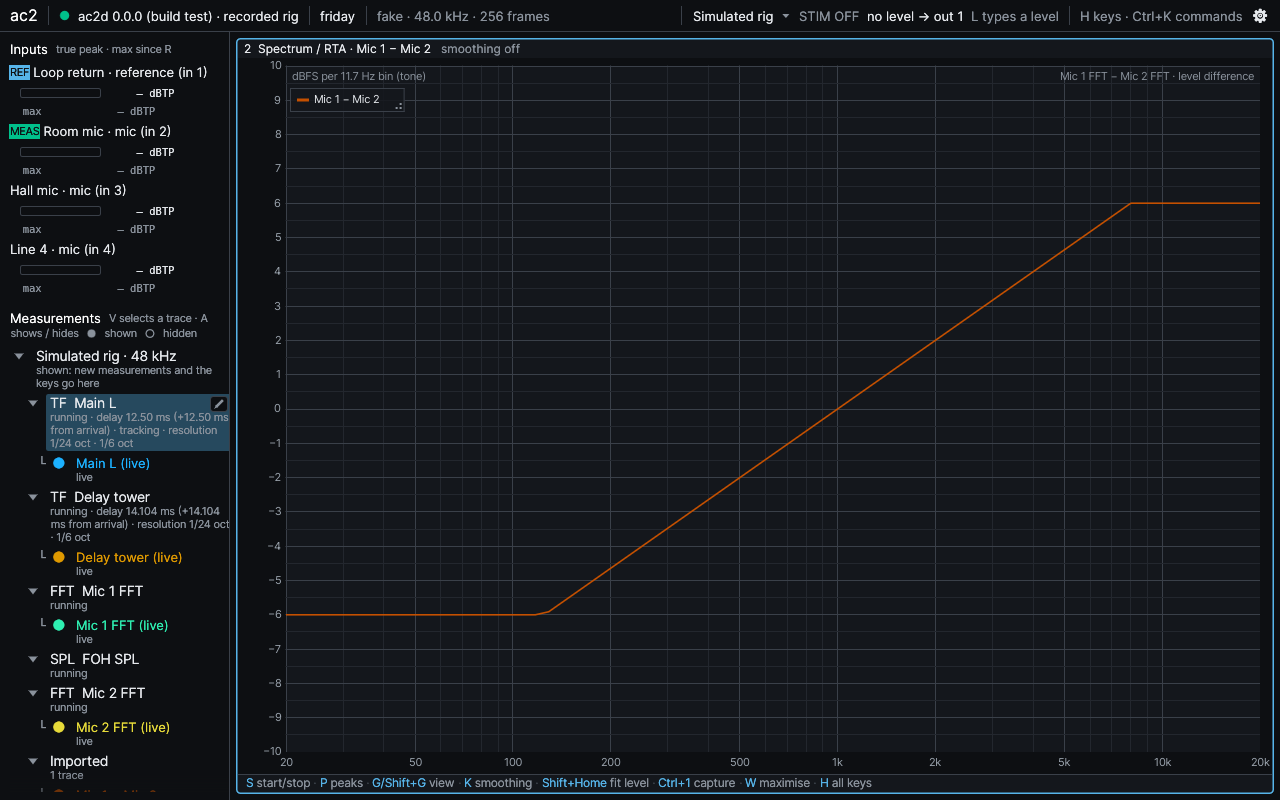 ac2 ac2d 0.0.0 (build test) · recorded rig friday fake · 48.0 kHz · 256 frames Simulated rig STIM OFF no level → out 1 L types a level H keys · Ctrl+K commands
Inputs true peak · max since R
REF Loop return · reference (in 1)
– dBTP
max – dBTP
MEAS Room mic · mic (in 2)
– dBTP
max – dBTP
Hall mic · mic (in 3)
– dBTP
max – dBTP
Line 4 · mic (in 4)
– dBTP
max – dBTP
Measurements V selects a trace · A
shows / hides shown hidden
Simulated rig · 48 kHz
shown: new measurements and the
keys go here
TF Main L
running · delay 12.50 ms (+12.50 ms
from arrival) · tracking · resolution
1/24 oct · 1/6 oct
Main L (live)
live
TF Delay tower
running · delay 14.104 ms (+14.104
ms from arrival) · resolution 1/24 oct
· 1/6 oct
Delay tower (live)
live
FFT Mic 1 FFT
running
Mic 1 FFT (live)
live
SPL FOH SPL
running
FFT Mic 2 FFT
running
Mic 2 FFT (live)
live
Imported
1 trace
2 Spectrum / RTA · Mic 1 − Mic 2 smoothing off
dBFS per 11.7 Hz bin (tone) Mic 1 FFT − Mic 2 FFT · level difference
Mic 1 − Mic 2
10
9
8
7
6
5
4
3
2
1
0
−1
−2
−3
−4
−5
−6
−7
−8
−9
−10
20 50 100 200 500 1k 2k 5k 10k 20k
S start/stop · P peaks · G/Shift+G view · K smoothing · Shift+Home fit level · Ctrl+1 capture · W maximise · H all keys